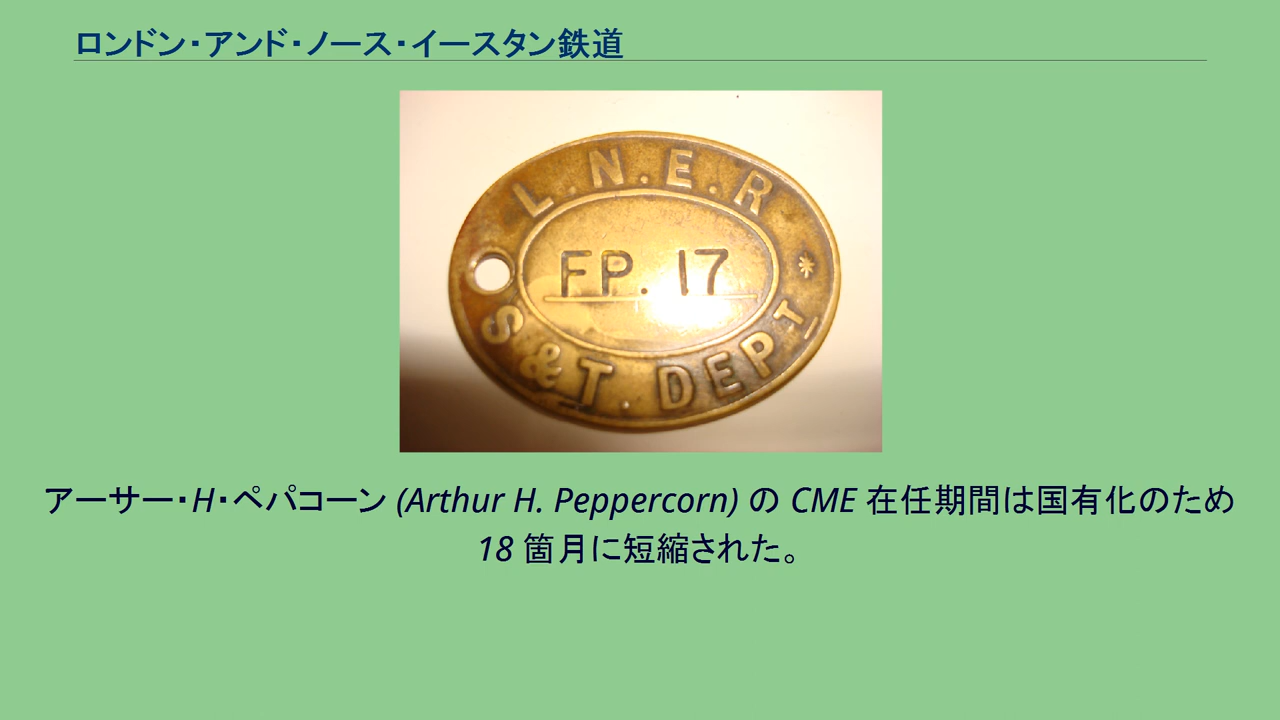 ロンドン・アンド・ノース・イースタン鉄道
L.N.E.R
FP. 17
S&T. DEPT
アーサー・H・ペパコーン (Arthur H. Peppercorn) の CME 在任期間は国有化のため
18 箇月に短縮された。